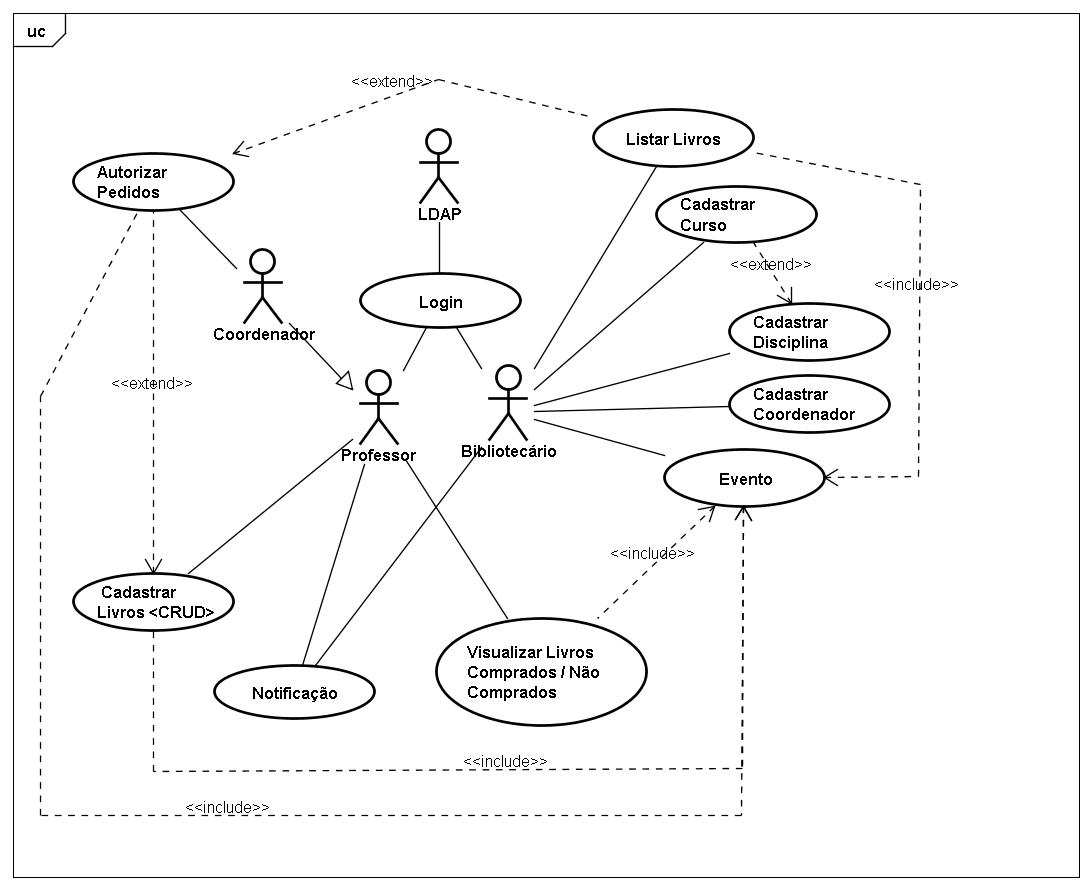 uc
<<extend>>
Listar Livros
Autorizar
Pedidos
LDAP
Cadastrar
Curso
<<extend>>
<<include>>
Login
Cadastrar
Disciplina
Coordenador
<<extend>>
Cadastrar
Coordenador
Professor
Bibliotecário
Evento
<<include>>
Cadastrar
Livros <CRUD>
Visualizar Livros
Comprados / Não
Comprados
Notificação
<<include>>
<<include>>